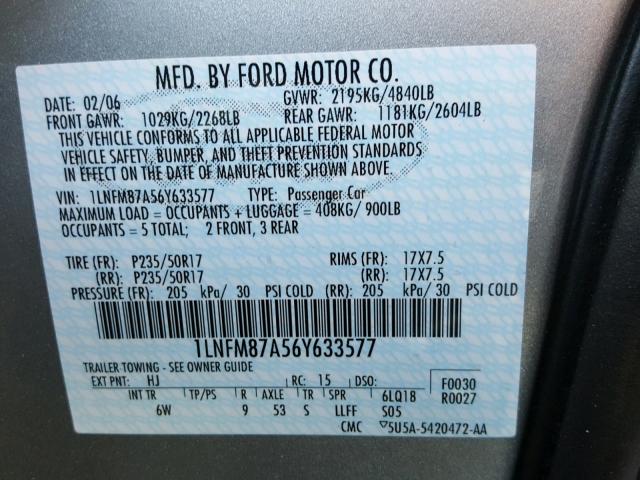 MFD. BY FORD MOTOR CO.
DATE: 02/06 GVWR: 2195KG/4840LB
FRONT GAWR: 1029KG/2268LB REAR GAWR: 1181KG/2604LB
THIS VEHICLE CONFORMS TO ALL APPLICABLE FEDERAL MOTOR
VEHICLE SAFETY, BUMPER, AND THEFT PREVENTION STANDARDS
IN EFFECT ON THE DATE OF MANUFACTURE SHOWN ABOVE.
VIN: 1LNFM87A56Y633577 TYPE: Passenger Car
MAXIMUM LOAD = OCCUPANTS + LUGGAGE = 408KG/ 900LB
OCCUPANTS = 5 TOTAL; 2 FRONT, 3 REAR
TIRE (FR): P235/50R17 RIMS (FR): 17X7.5
(RR): P235/50R17 (RR): 17X7.5
PRESSURE (FR): 205 kPa/ 30 PSI COLD (RR): 205 kPa/ 30 PSI COLD
1LNFM87A56Y633577
TRAILER TOWING - SEE OWNER GUIDE
EXT PNT: HJ RC: 15 DSO: F0030
INT TR TP/PS R AXLE TR SPR 6LQ18 R0027
6W 9 53 S LLFF S05
CMC ▽5U5A-5420472-AA